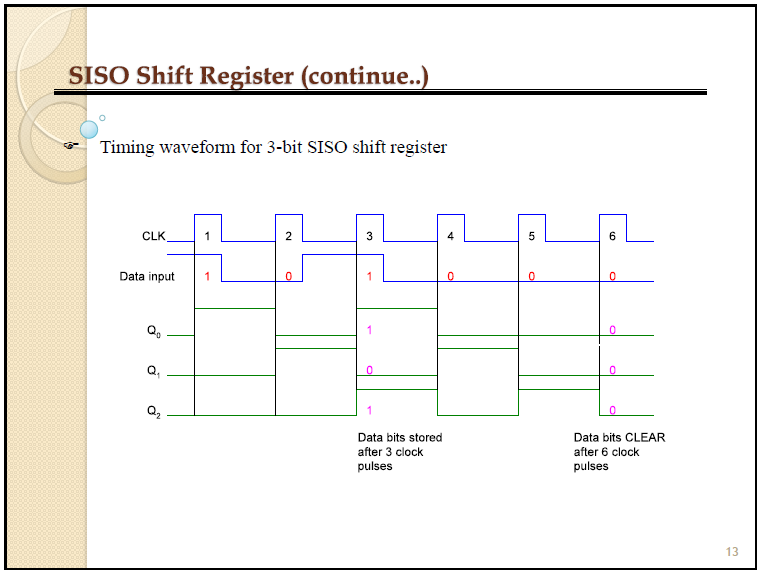 SISO Shift Register (continue..)
☞ Timing waveform for 3-bit SISO shift register
CLK 1 2 3 4 5 6
Data input 1 0 1 0 0 0
Q0 1 0
Q1 0 0
Q2 1 0
Data bits stored Data bits CLEAR
after 3 clock after 6 clock
pulses pulses
13